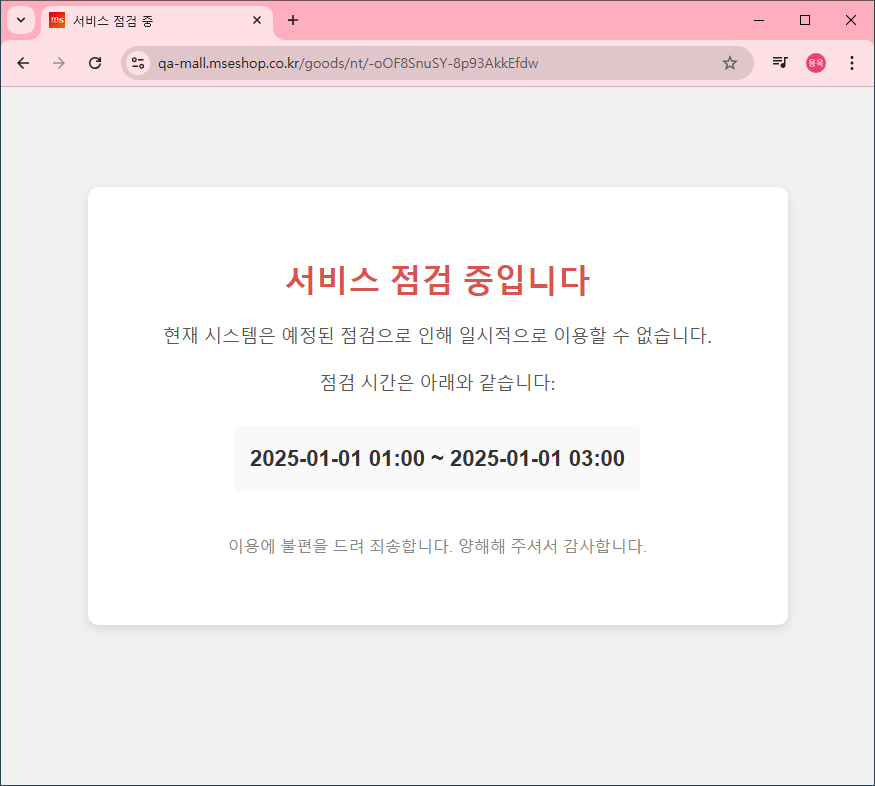 ms 서비스 점검 중
qa-mall.mseshop.co.kr/goods/nt/-oOF8SnuSY-8p93AkkEfdw
용욱
서비스 점검 중입니다
현재 시스템은 예정된 점검으로 인해 일시적으로 이용할 수 없습니다.
점검 시간은 아래와 같습니다:
2025-01-01 01:00 ~ 2025-01-01 03:00
이용에 불편을 드려 죄송합니다. 양해해 주셔서 감사합니다.